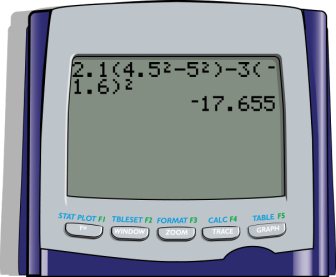 2.1(4.5²-5²)-3(-
1.6)²
-17.655
STAT PLOT F1 TBLESET F2 FORMAT F3 CALC F4 TABLE F5
Y= WINDOW ZOOM TRACE GRAPH